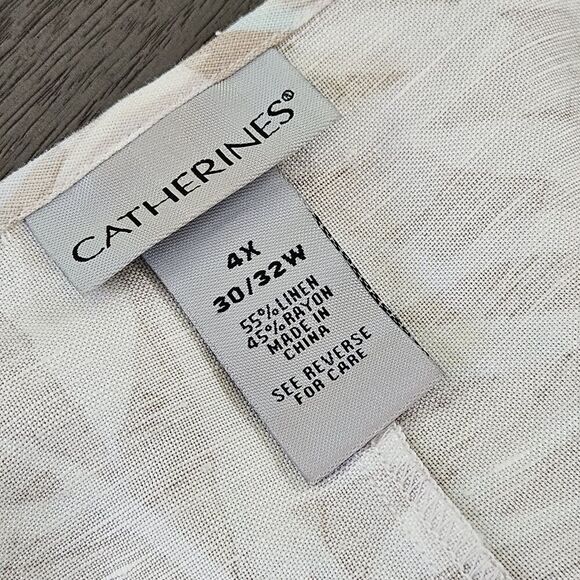 CATHERINES®
4X
30/32W
55% LINEN
45% RAYON
MADE IN
CHINA
SEE REVERSE
FOR CARE